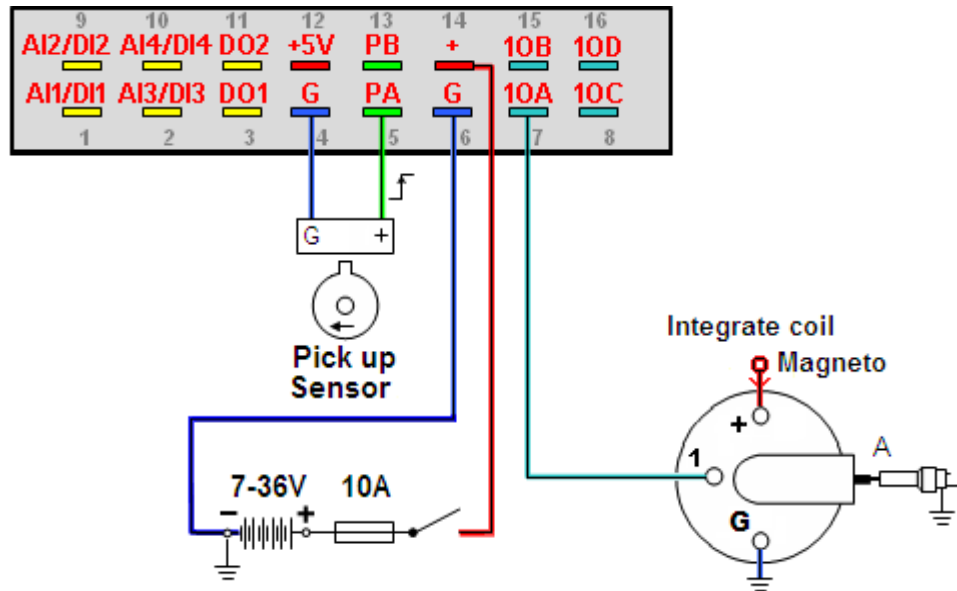 9 10 11 12 13 14 15 16
AI2/DI2 AI4/DI4 DO2 +5V PB + 1OB 1OD
AI1/DI1 AI3/DI3 DO1 G PA G 1OA 1OC
1 2 3 4 5 6 7 8
G +
Pick up
Sensor
Integrate coil
Magneto
+
1
A
G
7-36V 10A
− +